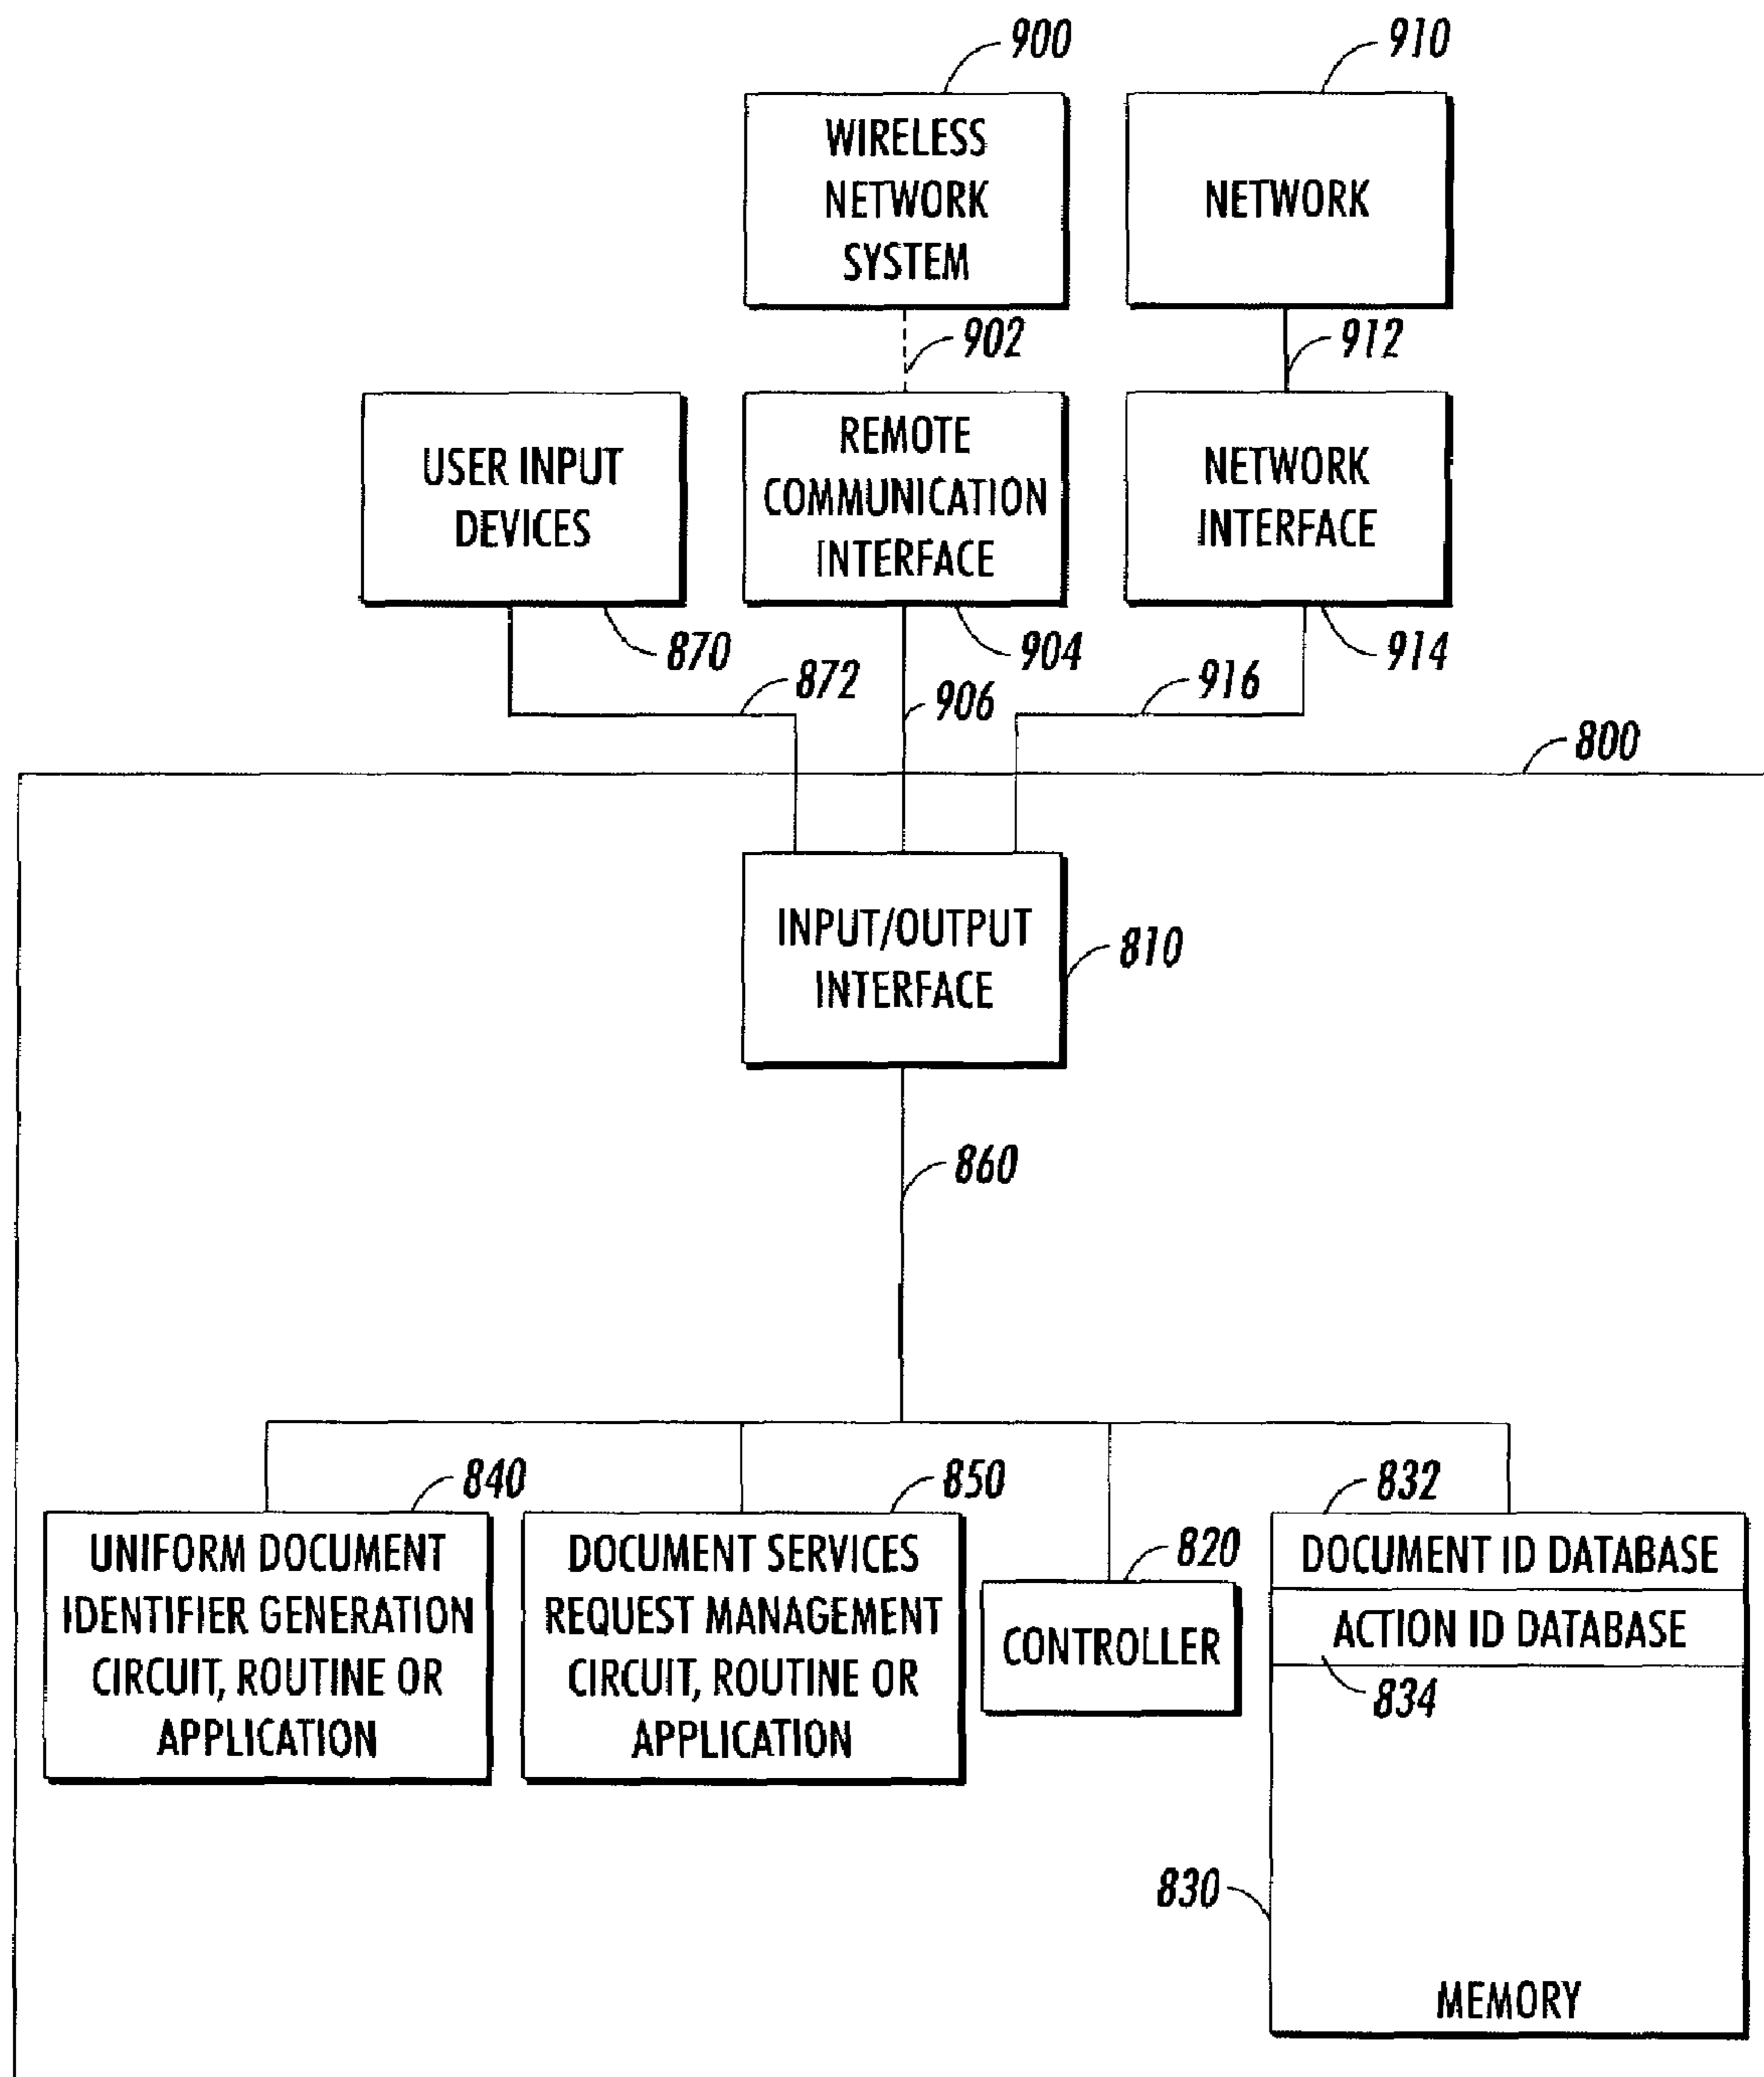 900
910
WIRELESS
NETWORK
SYSTEM
NETWORK
902
912
USER INPUT
DEVICES
REMOTE
COMMUNICATION
INTERFACE
NETWORK
INTERFACE
870
904
914
872
906
916
800
INPUT/OUTPUT
INTERFACE
810
860
840
850
832
UNIFORM DOCUMENT
IDENTIFIER GENERATION
CIRCUIT, ROUTINE OR
APPLICATION
DOCUMENT SERVICES
REQUEST MANAGEMENT
CIRCUIT, ROUTINE OR
APPLICATION
820
CONTROLLER
DOCUMENT ID DATABASE
ACTION ID DATABASE
834
830
MEMORY